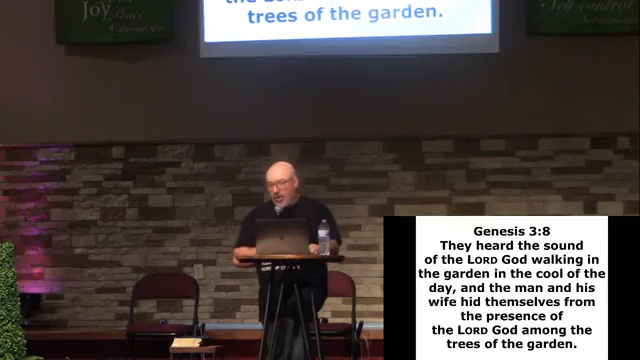 Joy
Peace
Self-control
trees of the garden.
Genesis 3:8
They heard the sound
of the LORD God walking in
the garden in the cool of the
day, and the man and his
wife hid themselves from
the presence of
the LORD God among the
trees of the garden.